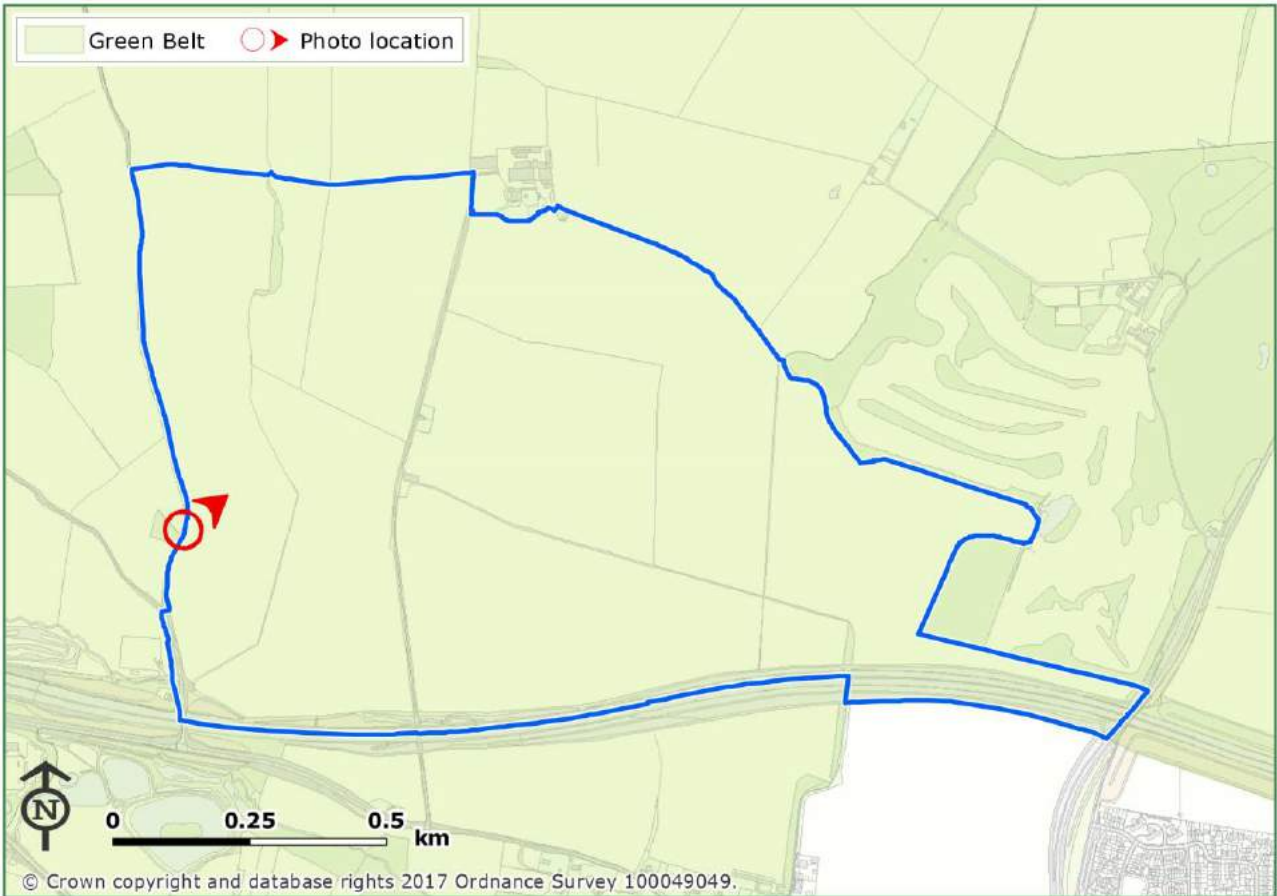 Green Belt Photo location
N
0 0.25 0.5
km
© Crown copyright and database rights 2017 Ordnance Survey 100049049.